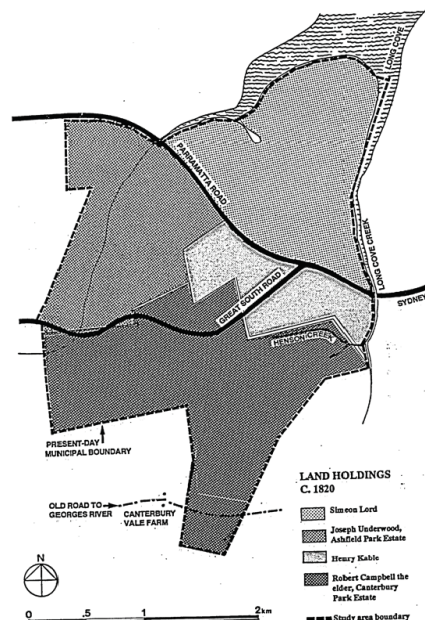 LONG COVE
PARRAMATTA ROAD
LONG COVE CREEK
GREAT SOUTH ROAD
SYDNEY
HENSON CREEK
PRESENT-DAY
MUNICIPAL BOUNDARY
OLD ROAD TO
GEORGES RIVER
CANTERBURY
VALE FARM
N
0 .5 1 2km
LAND HOLDINGS
C. 1820
Simeon Lord
Joseph Underwood,
Ashfield Park Estate
Henry Kable
Robert Campbell the
elder, Canterbury
Park Estate
Study area boundary